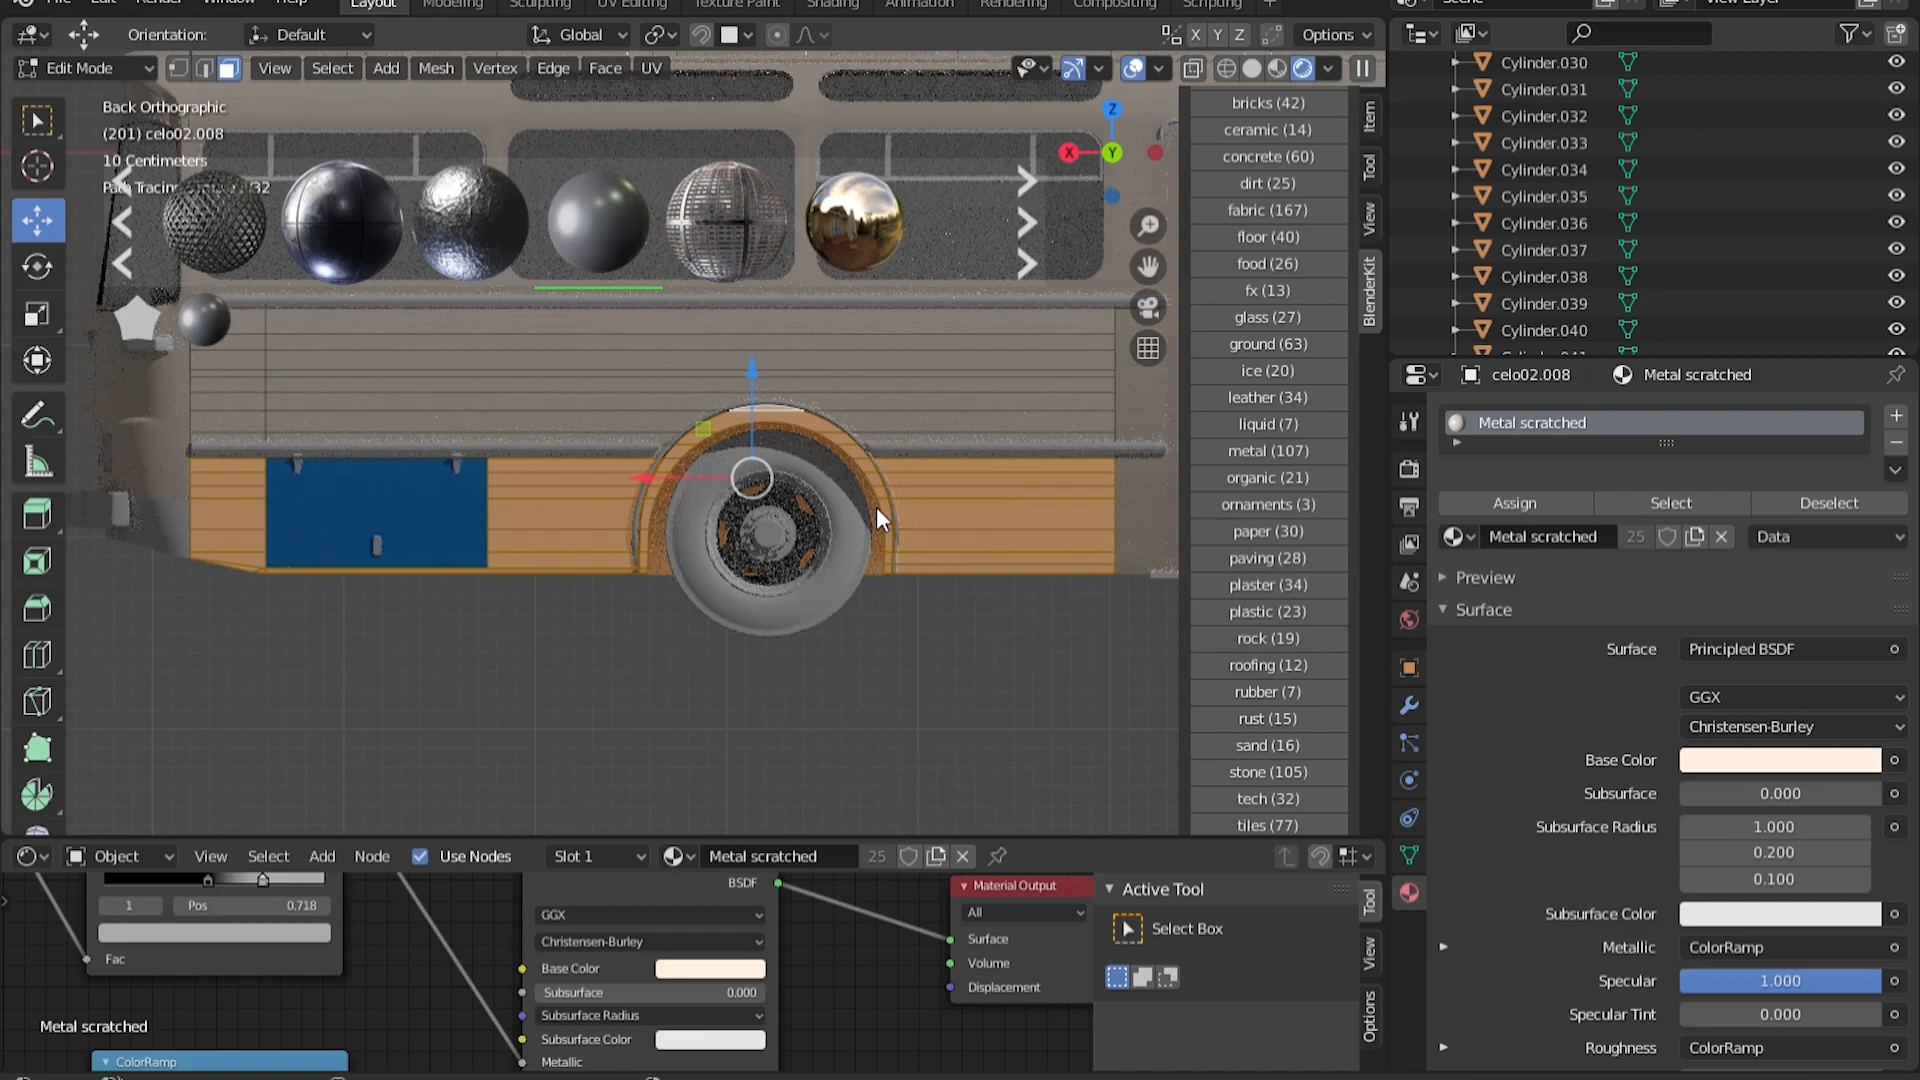 File Edit Render Window Help Layout Modeling Sculpting UV Editing Texture Paint Shading Animation Rendering Compositing Scripting + Scene View Layer
Orientation: Default Global X Y Z Options
Edit Mode View Select Add Mesh Vertex Edge Face UV
Back Orthographic
(201) celo02.008
10 Centimeters
Path Tracing 32
Z
X
Y
bricks (42)
ceramic (14)
concrete (60)
dirt (25)
fabric (167)
floor (40)
food (26)
fx (13)
glass (27)
ground (63)
ice (20)
leather (34)
liquid (7)
metal (107)
organic (21)
ornaments (3)
paper (30)
paving (28)
plaster (34)
plastic (23)
rock (19)
roofing (12)
rubber (7)
rust (15)
sand (16)
stone (105)
tech (32)
tiles (77)
Item
Tool
View
BlenderKit
Cylinder.030
Cylinder.031
Cylinder.032
Cylinder.033
Cylinder.034
Cylinder.035
Cylinder.036
Cylinder.037
Cylinder.038
Cylinder.039
Cylinder.040
celo02.008 Metal scratched
Metal scratched
Assign Select Deselect
Metal scratched 25 Data
Preview
Surface
Surface Principled BSDF
GGX
Christensen-Burley
Base Color
Subsurface 0.000
Subsurface Radius 1.000
0.200
0.100
Subsurface Color
Metallic ColorRamp
Specular 1.000
Specular Tint 0.000
Roughness ColorRamp
Object View Select Add Node Use Nodes Slot 1 Metal scratched 25
1 Pos 0.718
Fac
Metal scratched
ColorRamp
BSDF
GGX
Christensen-Burley
Base Color
Subsurface 0.000
Subsurface Radius
Subsurface Color
Metallic
Material Output
All
Surface
Volume
Displacement
Active Tool
Select Box
Tool
View
Options